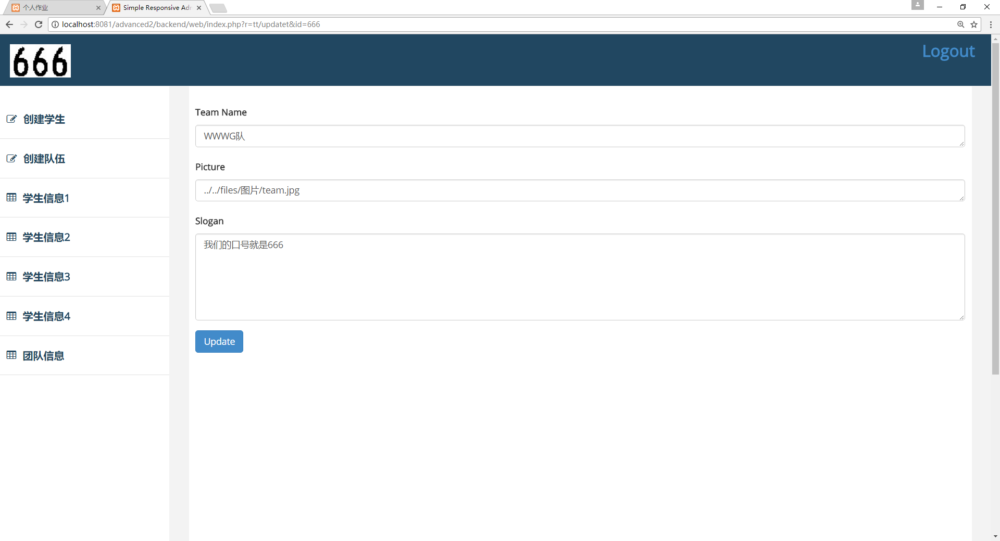 个人作业
Simple Responsive Adr
localhost:8081/advanced2/backend/web/index.php?r=tt/updatet&id=666
666
Logout
创建学生
创建队伍
学生信息1
学生信息2
学生信息3
学生信息4
团队信息
Team Name
WWWG队
Picture
../../files/图片/team.jpg
Slogan
我们的口号就是666
Update